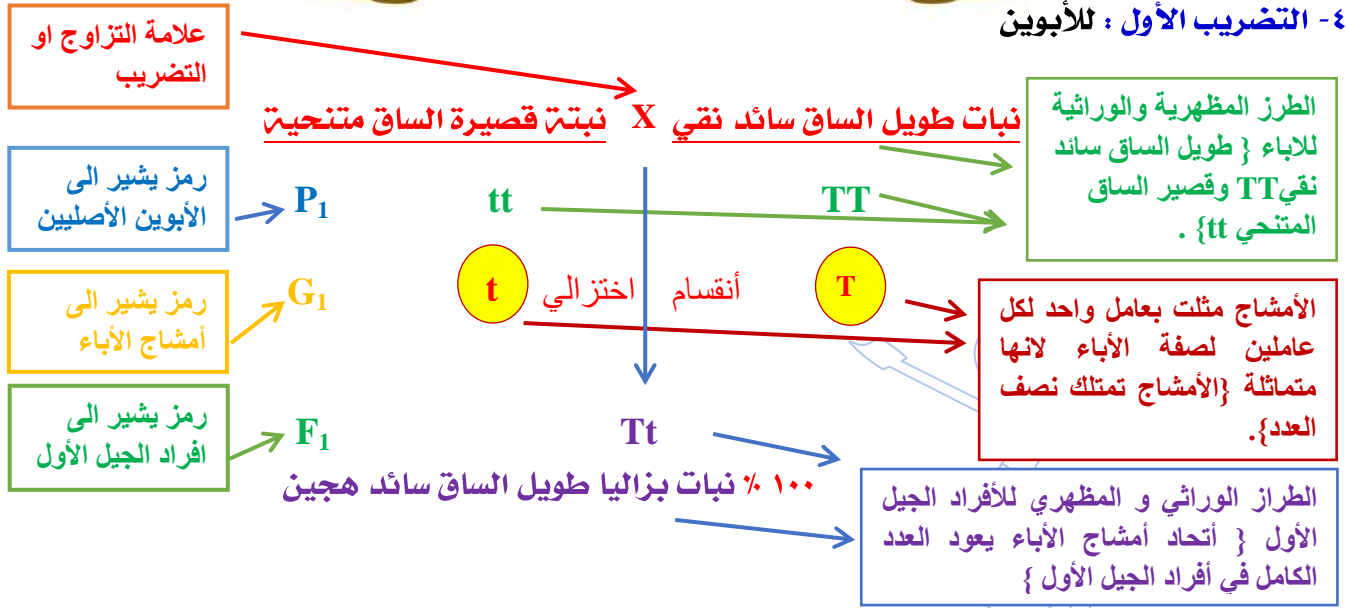 ٤- التضريب الأول : للأبوين
علامة التزاوج او
التضريب
نبات طويل الساق سائد نقي X نبتة قصيرة الساق متنحية
الطرز المظهرية والوراثية
للاباء { طويل الساق سائد
نقيTT وقصير الساق
المتنحي tt} .
TT
tt
P1
رمز يشير الى
الأبوين الأصليين
T
أنقسام اختزالي
t
G1
رمز يشير الى
أمشاج الأباء
الأمشاج مثلت بعامل واحد لكل
عاملين لصفة الأباء لانها
متماثلة {الأمشاج تمتلك نصف
العدد}.
Tt
F1
رمز يشير الى
افراد الجيل الأول
١٠٠ % نبات بزاليا طويل الساق سائد هجين
الطراز الوراثي و المظهري للأفراد الجيل
الأول { أتحاد أمشاج الأباء يعود العدد
الكامل في أفراد الجيل الأول }